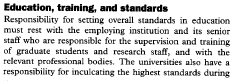 Education, training, and standards
Responsibility for setting overall standards in education
must rest with the employing institution and its senior
staff who are responsible for the supervision and training
of graduate students and research staff, and with the
relevant professional bodies. The universities also have a
responsibility for inculcating the highest standards during